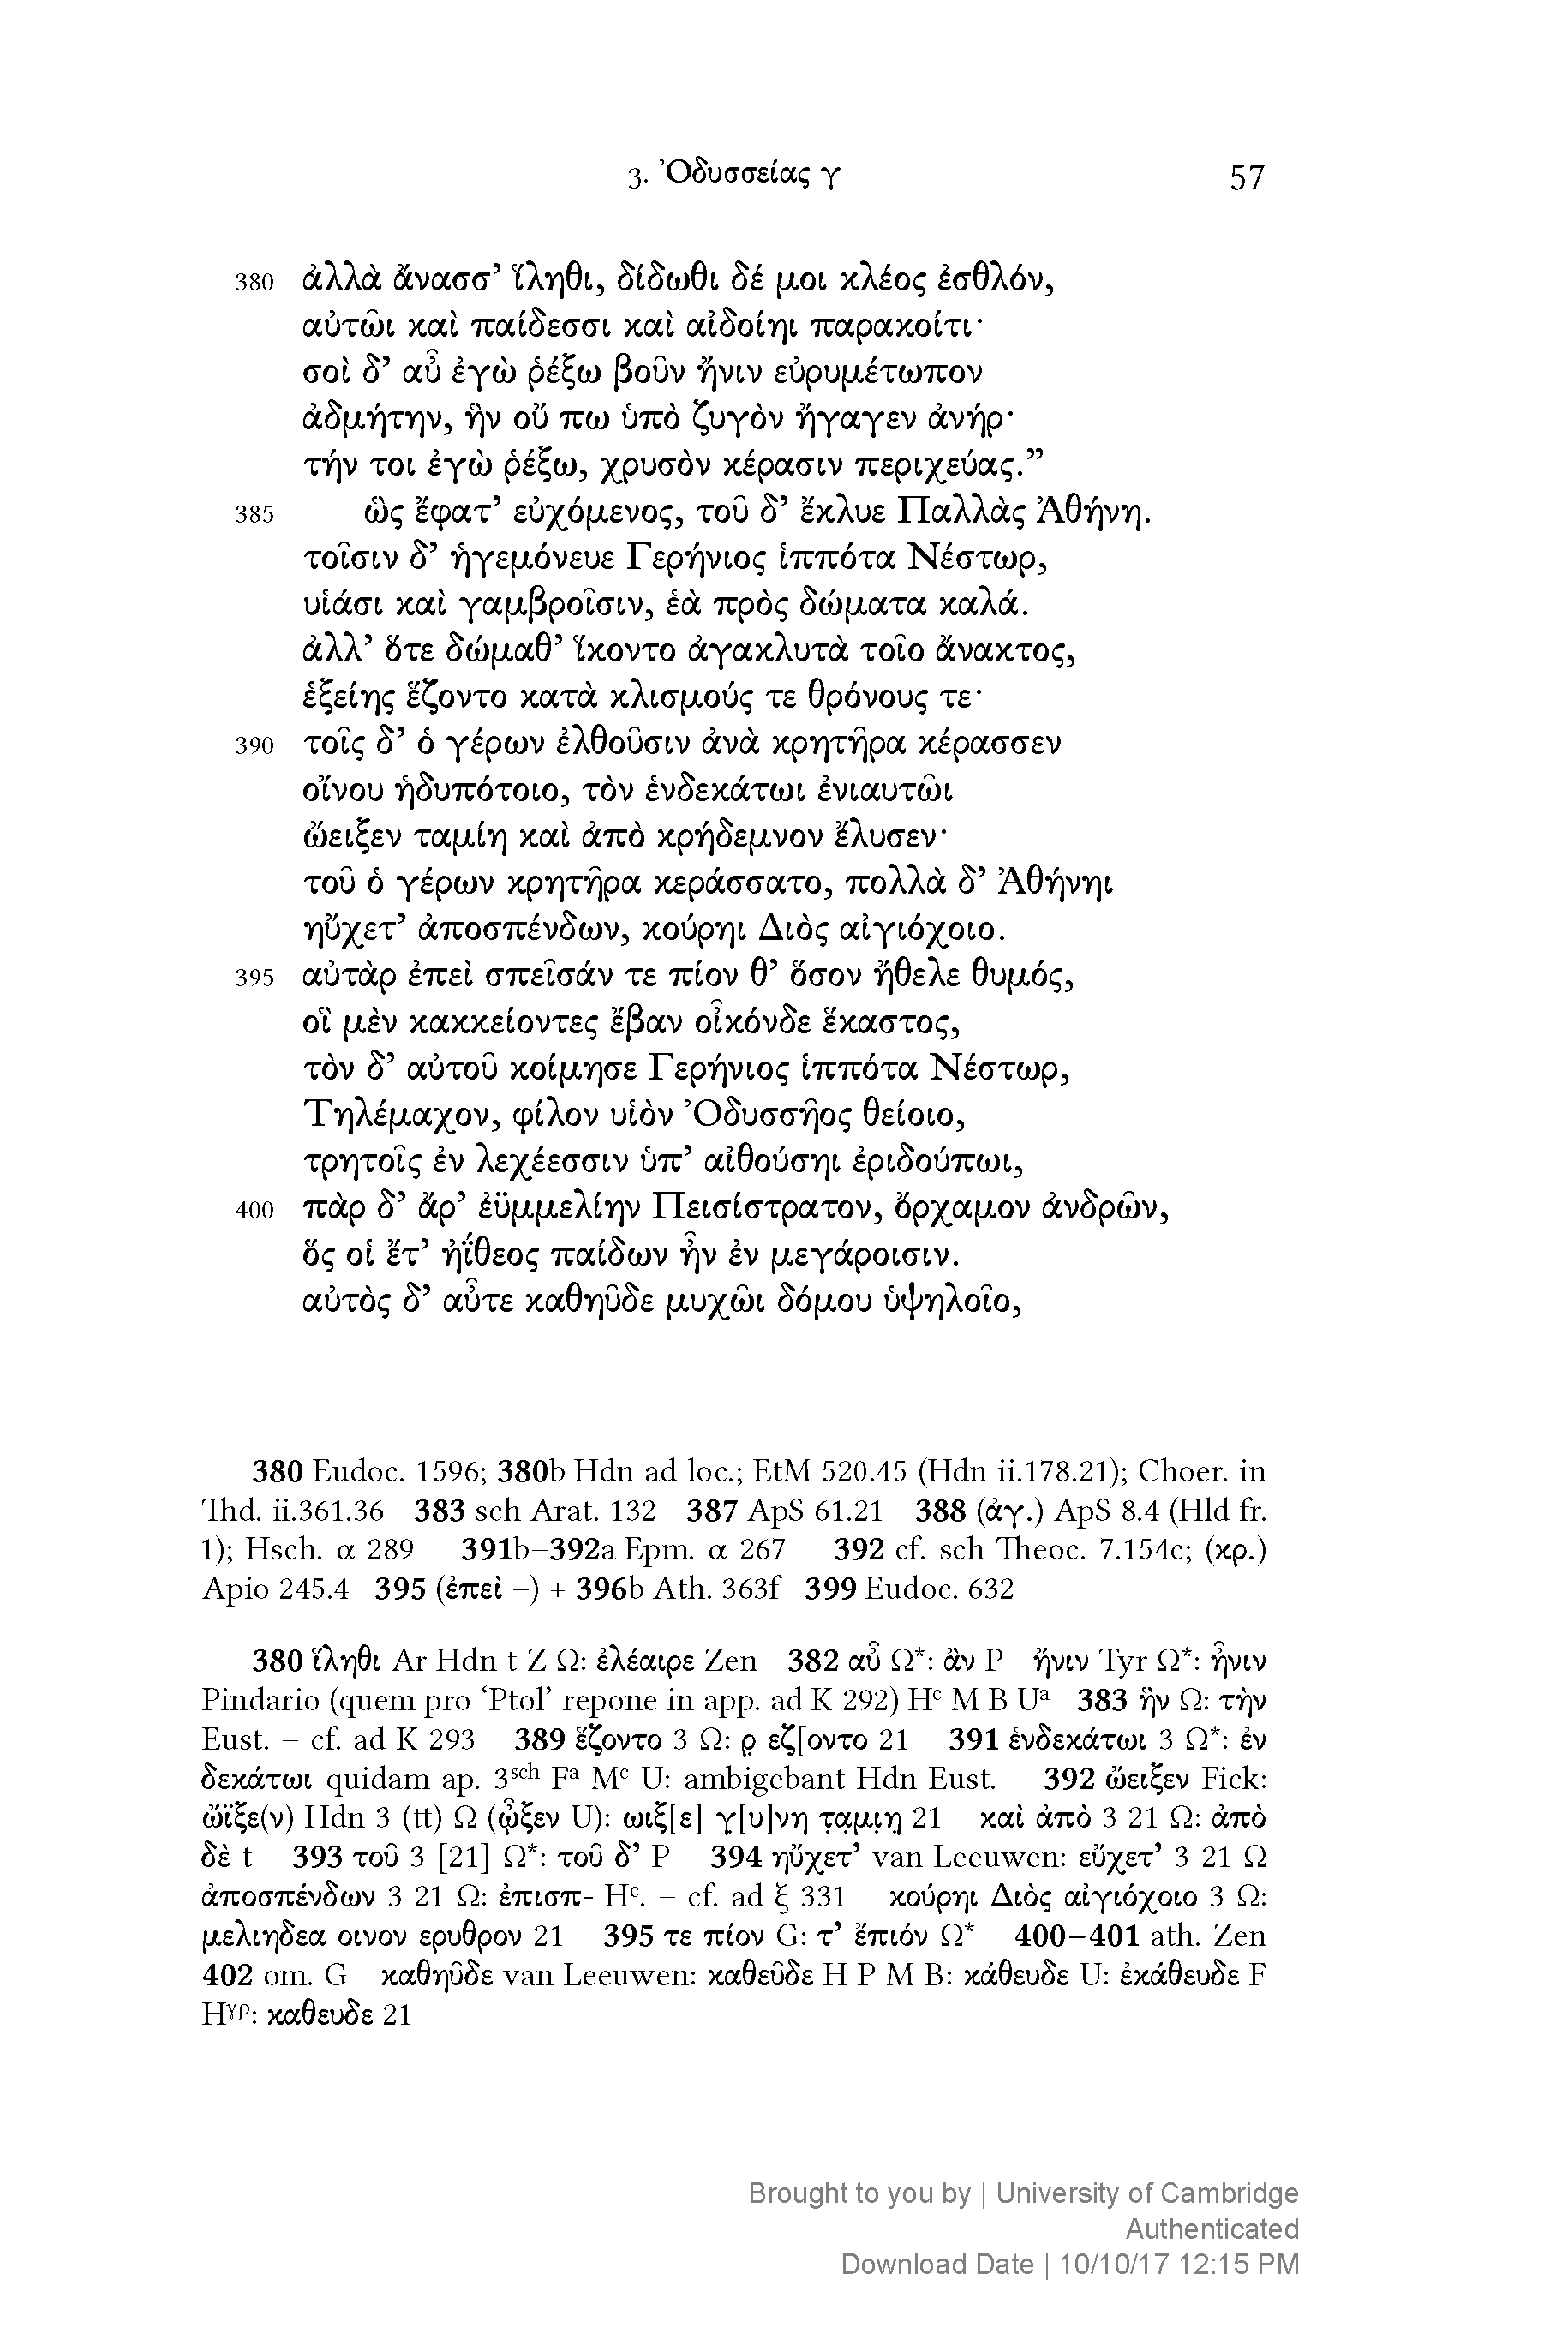 3. Ὀδυσσείας γ 57
380 ἀλλὰ ἄνασσ’ ἵληθι, δίδωθι δέ μοι κλέος ἐσθλόν,
αὐτῶι καὶ παίδεσσι καὶ αἰδοίηι παρακοίτι·
σοὶ δ’ αὖ ἐγὼ ῥέξω βοῦν ἤνιν εὐρυμέτωπον
ἀδμήτην, ἣν οὔ πω ὑπὸ ζυγὸν ἤγαγεν ἀνήρ·
τήν τοι ἐγὼ ῥέξω, χρυσὸν κέρασιν περιχεύας.”
385 ὣς ἔφατ’ εὐχόμενος, τοῦ δ’ ἔκλυε Παλλὰς Ἀθήνη.
τοῖσιν δ’ ἡγεμόνευε Γερήνιος ἱππότα Νέστωρ,
υἱάσι καὶ γαμβροῖσιν, ἑὰ πρὸς δώματα καλά.
ἀλλ’ ὅτε δώμαθ’ ἵκοντο ἀγακλυτὰ τοῖο ἄνακτος,
ἑξείης ἕζοντο κατὰ κλισμούς τε θρόνους τε·
390 τοῖς δ’ ὁ γέρων ἐλθοῦσιν ἀνὰ κρητῆρα κέρασσεν
οἴνου ἡδυπότοιο, τὸν ἑνδεκάτωι ἐνιαυτῶι
ὤειξεν ταμίη καὶ ἀπὸ κρήδεμνον ἔλυσεν·
τοῦ ὁ γέρων κρητῆρα κεράσσατο, πολλὰ δ’ Ἀθήνηι
ηὔχετ’ ἀποσπένδων, κούρηι Διὸς αἰγιόχοιο.
395 αὐτὰρ ἐπεὶ σπεῖσάν τε πίον θ’ ὅσον ἤθελε θυμός,
οἳ μὲν κακκείοντες ἔβαν οἶκόνδε ἕκαστος,
τὸν δ’ αὐτοῦ κοίμησε Γερήνιος ἱππότα Νέστωρ,
Τηλέμαχον, φίλον υἱὸν Ὀδυσσῆος θείοιο,
τρητοῖς ἐν λεχέεσσιν ὑπ’ αἰθούσηι ἐριδούπωι,
400 πὰρ δ’ ἄρ’ ἐϋμμελίην Πεισίστρατον, ὄρχαμον ἀνδρῶν,
ὅς οἱ ἔτ’ ἠΐθεος παίδων ἦν ἐν μεγάροισιν.
αὐτὸς δ’ αὖτε καθηῦδε μυχῶι δόμου ὑψηλοῖο,
380 Eudoc. 1596; 380b Hdn ad loc.; EtM 520.45 (Hdn ii.178.21); Choer. in
Thd. ii.361.36 383 sch Arat. 132 387 ApS 61.21 388 (ἀγ.) ApS 8.4 (Hld fr.
1); Hsch. α 289 391b–392a Epm. α 267 392 cf. sch Theoc. 7.154c; (κρ.)
Apio 245.4 395 (ἐπεὶ –) + 396b Ath. 363f 399 Eudoc. 632
380 ἵληθι Ar Hdn t Z Ω: ἐλέαιρε Zen 382 αὖ Ω*: ἂν P ἤνιν Tyr Ω*: ἦνιν
Pindario (quem pro ‘Ptol’ repone in app. ad K 292) Hᶜ M B Uᵃ 383 ἣν Ω: τὴν
Eust. – cf. ad K 293 389 ἕζοντο 3 Ω: ρ̣ εζ[οντο 21 391 ἑνδεκάτωι 3 Ω*: ἐν
δεκάτωι quidam ap. 3ˢᶜʰ Fᵃ Mᶜ U: ambigebant Hdn Eust. 392 ὤειξεν Fick:
ὤϊξε(ν) Hdn 3 (tt) Ω (ᾦξεν U): ωιξ[ε] γ[υ]νη τ̣α̣μι̣η̣ 21 καὶ ἀπὸ 3 21 Ω: ἀπὸ
δὲ t 393 τοῦ 3 [21] Ω*: τοῦ δ’ P 394 ηὔχετ’ van Leeuwen: εὔχετ’ 3 21 Ω
ἀποσπένδων 3 21 Ω: ἐπισπ- Hᶜ. – cf. ad ξ 331 κούρηι Διὸς αἰγιόχοιο 3 Ω:
μελιηδεα οινον ερυθρον 21 395 τε πίον G: τ’ ἔπιόν Ω* 400–401 ath. Zen
402 om. G καθηῦδε van Leeuwen: καθεῦδε H P M B: κάθευδε U: ἐκάθευδε F
Hᵞᵖ: καθευδε 21
Brought to you by | University of Cambridge
Authenticated
Download Date | 10/10/17 12:15 PM